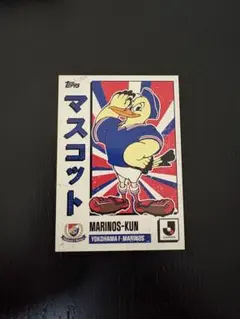 Topps
マスコット
MARINOS-KUN
YOKOHAMA F·MARINOS